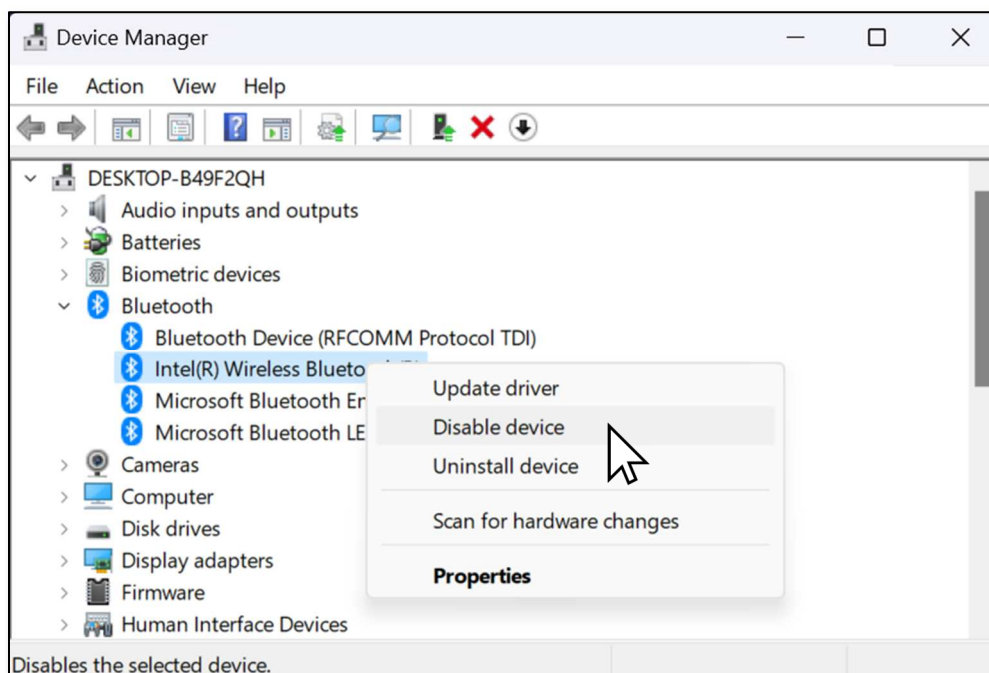 Device Manager
File Action View Help
DESKTOP-B49F2QH
Audio inputs and outputs
Batteries
Biometric devices
Bluetooth
Bluetooth Device (RFCOMM Protocol TDI)
Intel(R) Wireless Blueto
Microsoft Bluetooth En
Microsoft Bluetooth LE
Cameras
Computer
Disk drives
Display adapters
Firmware
Human Interface Devices
Update driver
Disable device
Uninstall device
Scan for hardware changes
Properties
Disables the selected device.